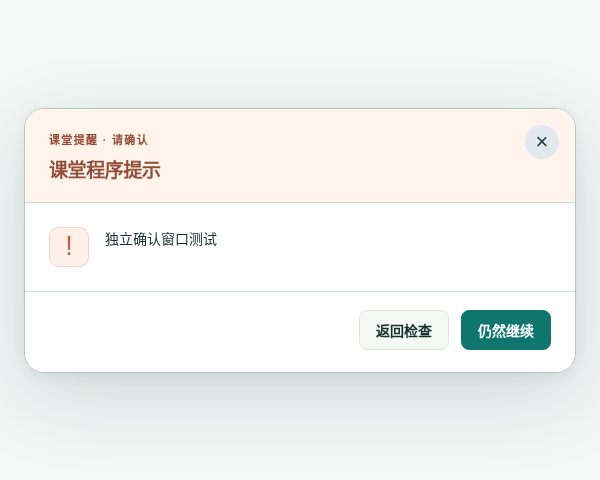 课堂提醒 · 请确认
课堂程序提示
×
!
独立确认窗口测试
返回检查
仍然继续